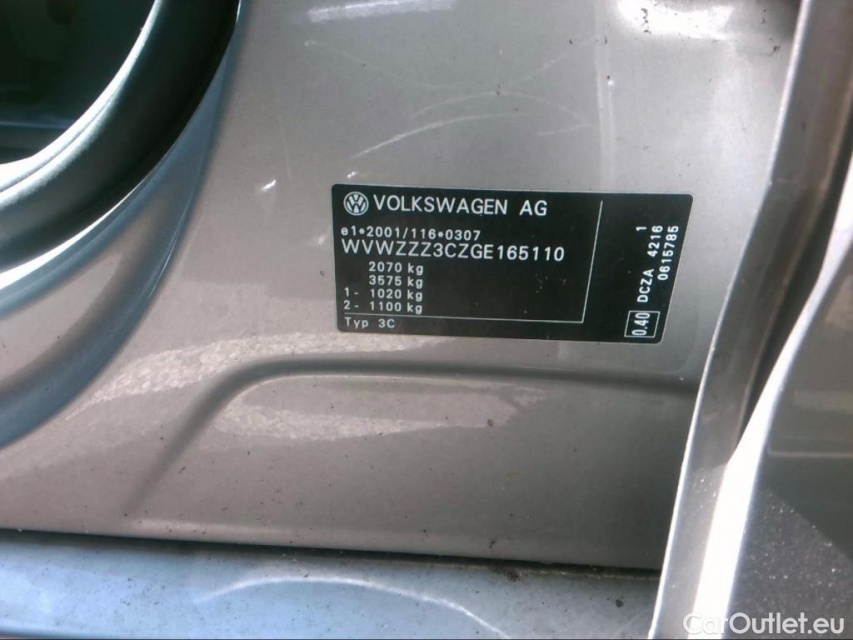 VOLKSWAGEN AG
e1*2001/116*0307
WVWZZZ3CZGE165110
2070 kg
3575 kg
1- 1020 kg
2- 1100 kg
Typ 3C
0.40 DCZA 4216 1
0615785
CarOutlet.eu